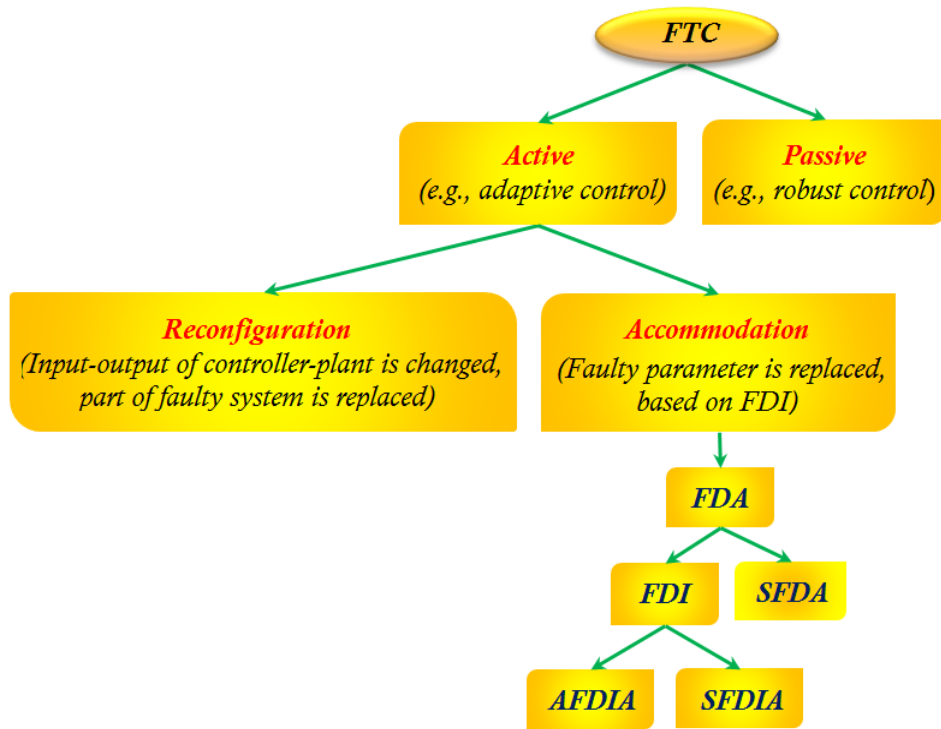 FTC
Active
(e.g., adaptive control)
Passive
(e.g., robust control)
Reconfiguration
(Input-output of controller-plant is changed,
part of faulty system is replaced)
Accommodation
(Faulty parameter is replaced,
based on FDI)
FDA
FDI
SFDA
AFDIA
SFDIA